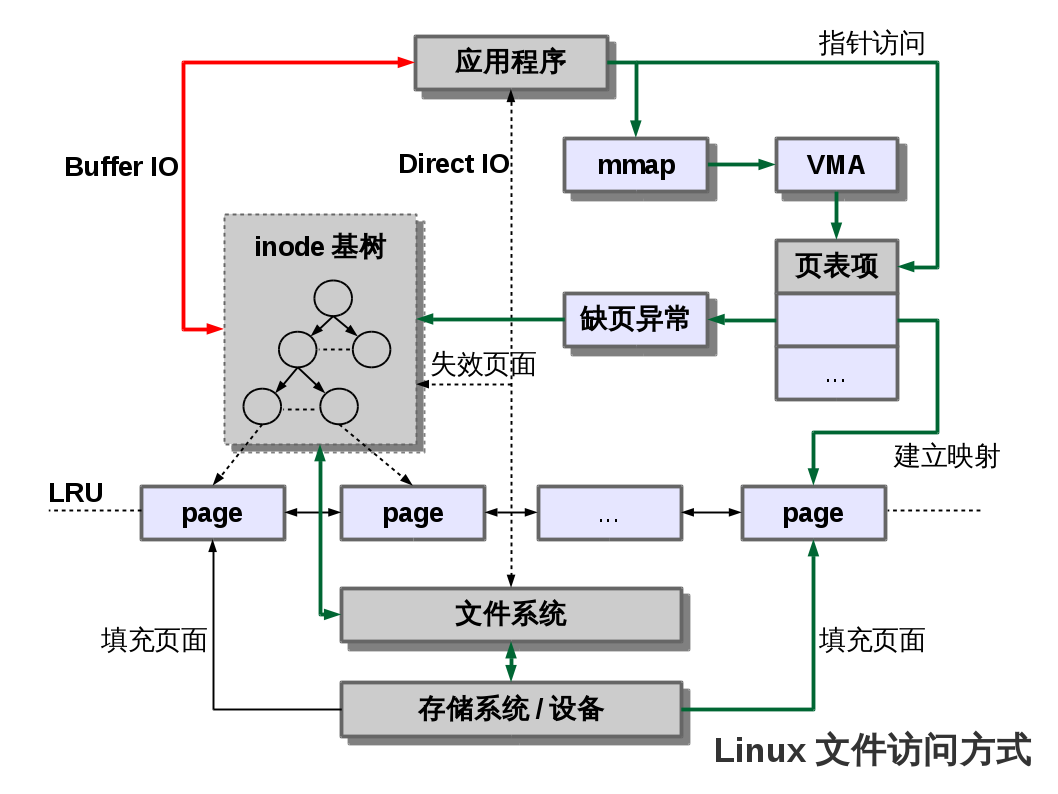 应用程序
指针访问
Buffer IO
Direct IO
mmap
VMA
inode 基树
页表项
缺页异常
失效页面
...
建立映射
LRU
page
page
...
page
文件系统
填充页面
填充页面
存储系统 / 设备
Linux 文件访问方式